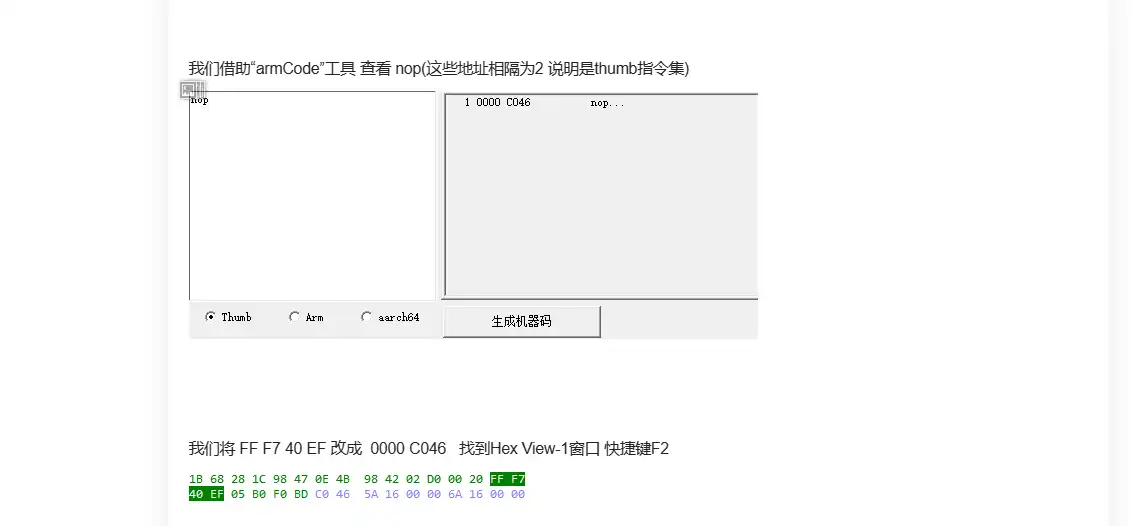 我们借助“armCode”工具 查看 nop(这些地址相隔为2 说明是thumb指令集)
nop
1 0000 C046 nop...
Thumb Arm aarch64 生成机器码
我们将 FF F7 40 EF 改成 0000 C046 找到Hex View-1窗口 快捷键F2
1B 68 28 1C 98 47 0E 4B 98 42 02 D0 00 20 FF F7
40 EF 05 B0 F0 BD C0 46 5A 16 00 00 6A 16 00 00